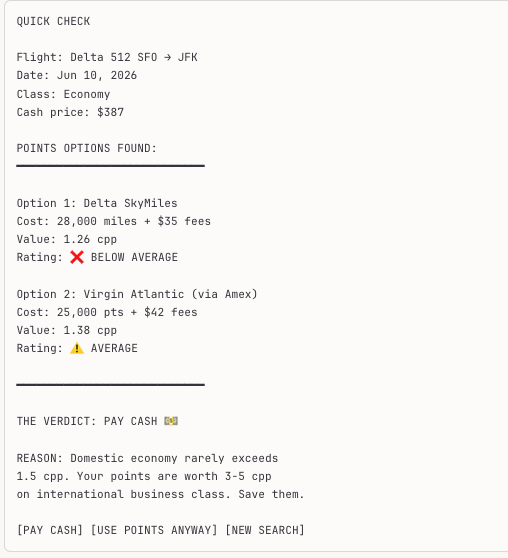 QUICK CHECK
Flight: Delta 512 SFO → JFK
Date: Jun 10, 2026
Class: Economy
Cash price: $387
POINTS OPTIONS FOUND:
Option 1: Delta SkyMiles
Cost: 28,000 miles + $35 fees
Value: 1.26 cpp
Rating: ❌ BELOW AVERAGE
Option 2: Virgin Atlantic (via Amex)
Cost: 25,000 pts + $42 fees
Value: 1.38 cpp
Rating: ⚠️ AVERAGE
THE VERDICT: PAY CASH 💵
REASON: Domestic economy rarely exceeds
1.5 cpp. Your points are worth 3-5 cpp
on international business class. Save them.
[PAY CASH] [USE POINTS ANYWAY] [NEW SEARCH]